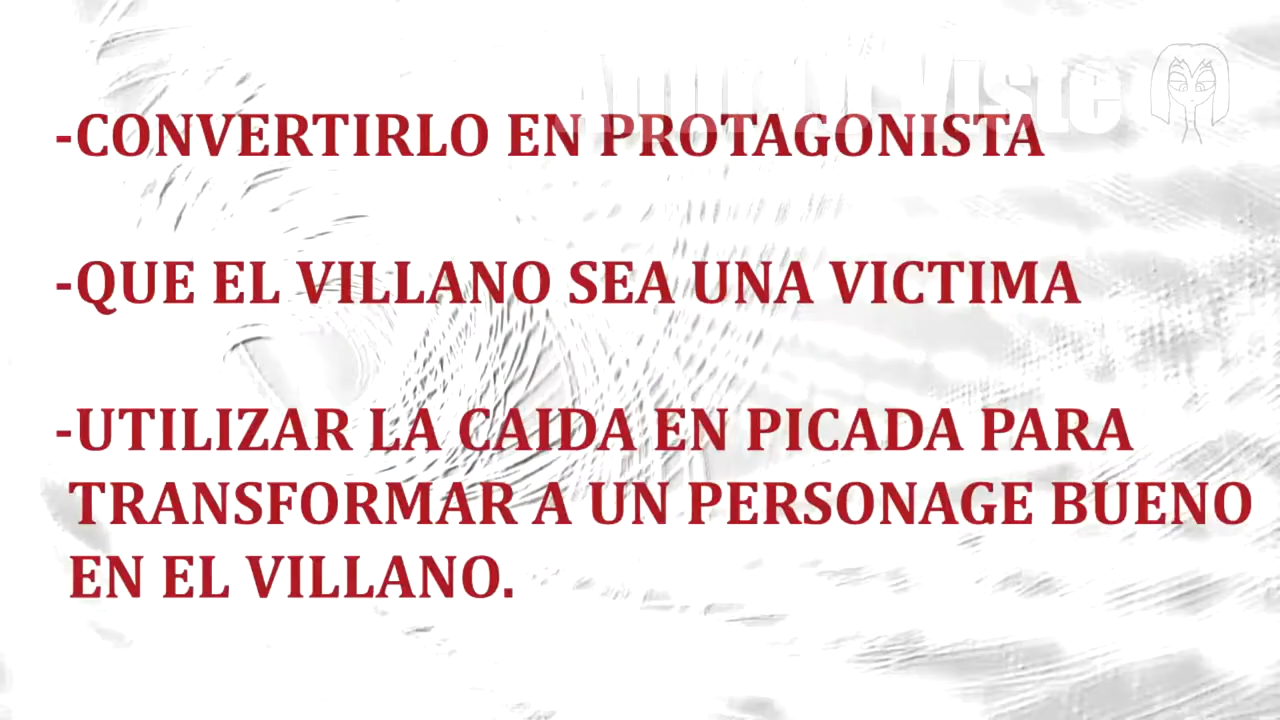 -CONVERTIRLO EN PROTAGONISTA
-QUE EL VILLANO SEA UNA VICTIMA
-UTILIZAR LA CAIDA EN PICADA PARA
TRANSFORMAR A UN PERSONAGE BUENO
EN EL VILLANO.